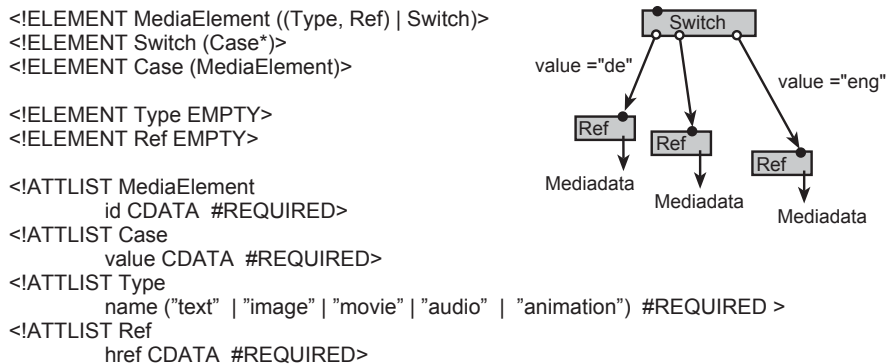 <!ELEMENT MediaElement ((Type, Ref) | Switch)>
<!ELEMENT Switch (Case*)>
<!ELEMENT Case (MediaElement)>
<!ELEMENT Type EMPTY>
<!ELEMENT Ref EMPTY>
<!ATTLIST MediaElement
id CDATA #REQUIRED>
<!ATTLIST Case
value CDATA #REQUIRED>
<!ATTLIST Type
name (”text” | ”image” | ”movie” | ”audio” | ”animation”) #REQUIRED >
<!ATTLIST Ref
href CDATA #REQUIRED>
Switch
value ="de"
value ="eng"
Ref
Ref
Ref
Mediadata
Mediadata
Mediadata